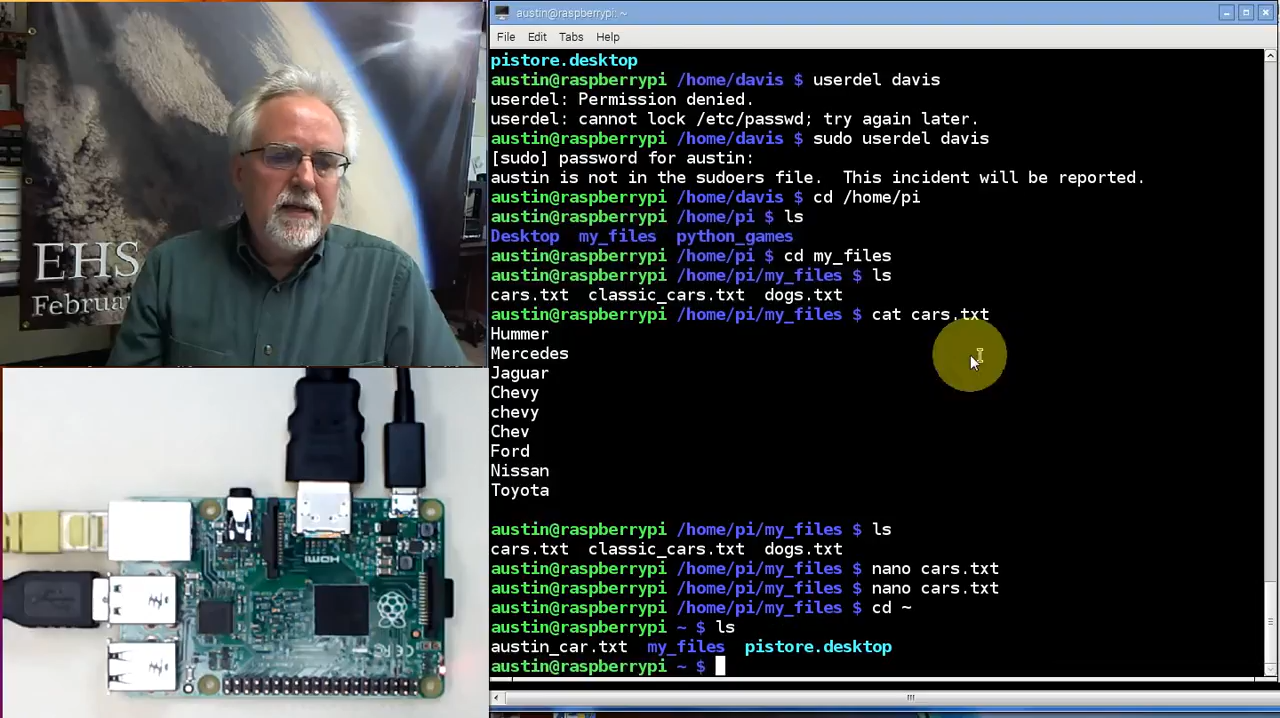 EHS
Februa
austin@raspberrypi: ~
File Edit Tabs Help
pistore.desktop
austin@raspberrypi /home/davis $ userdel davis
userdel: Permission denied.
userdel: cannot lock /etc/passwd; try again later.
austin@raspberrypi /home/davis $ sudo userdel davis
[sudo] password for austin:
austin is not in the sudoers file.  This incident will be reported.
austin@raspberrypi /home/davis $ cd /home/pi
austin@raspberrypi /home/pi $ ls
Desktop  my_files  python_games
austin@raspberrypi /home/pi $ cd my_files
austin@raspberrypi /home/pi/my_files $ ls
cars.txt  classic_cars.txt  dogs.txt
austin@raspberrypi /home/pi/my_files $ cat cars.txt
Hummer
Mercedes
Jaguar
Chevy
chevy
Chev
Ford
Nissan
Toyota
austin@raspberrypi /home/pi/my_files $ ls
cars.txt  classic_cars.txt  dogs.txt
austin@raspberrypi /home/pi/my_files $ nano cars.txt
austin@raspberrypi /home/pi/my_files $ nano cars.txt
austin@raspberrypi /home/pi/my_files $ cd ~
austin@raspberrypi ~ $ ls
austin_car.txt  my_files  pistore.desktop
austin@raspberrypi ~ $
HDMI